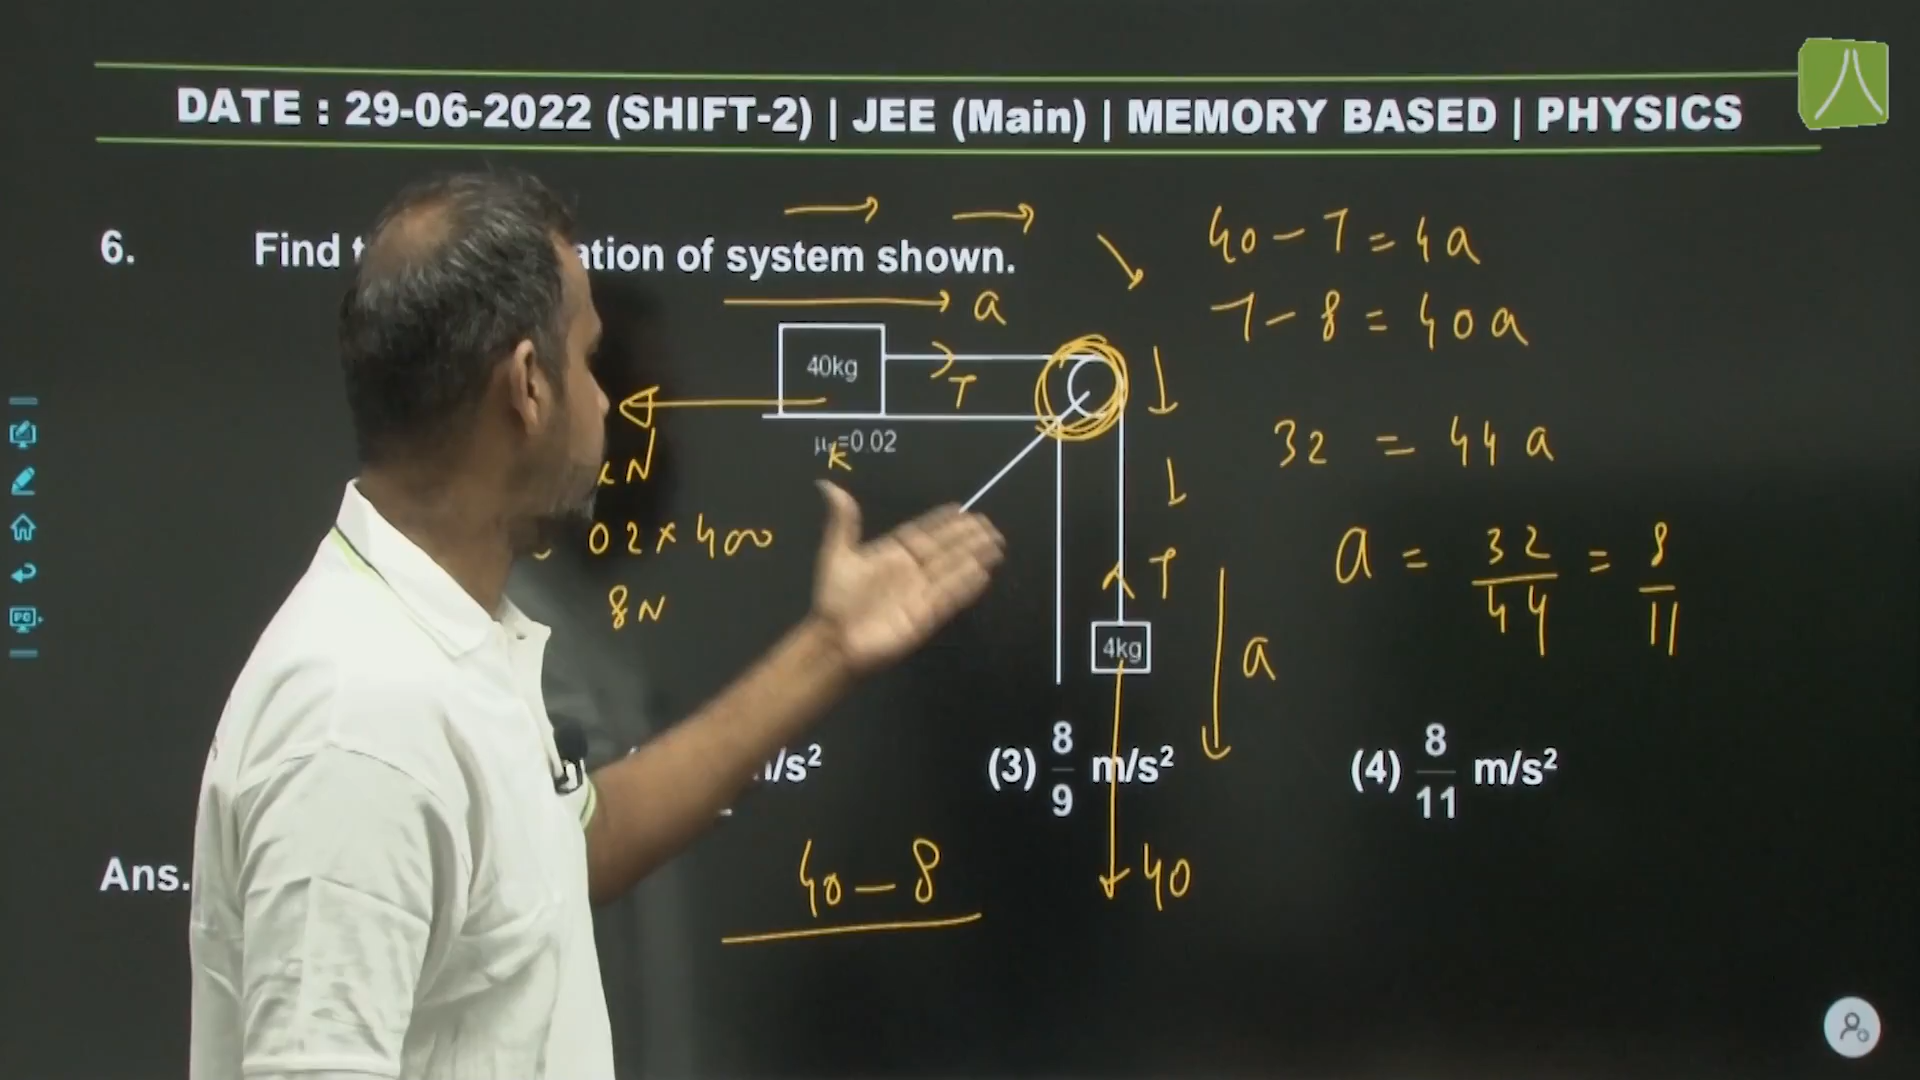 DATE : 29-06-2022 (SHIFT-2) | JEE (Main) | MEMORY BASED | PHYSICS
6. Find ation of system shown.
40 - T = 4a
T - 8 = 40a
a
40kg
T
μk=0.02
32 = 44a
N
02 × 400
8N
T
a = 32/44 = 8/11
4kg
a
m/s²
(3) 8/9 m/s²
(4) 8/11 m/s²
Ans.
40 - 8
40